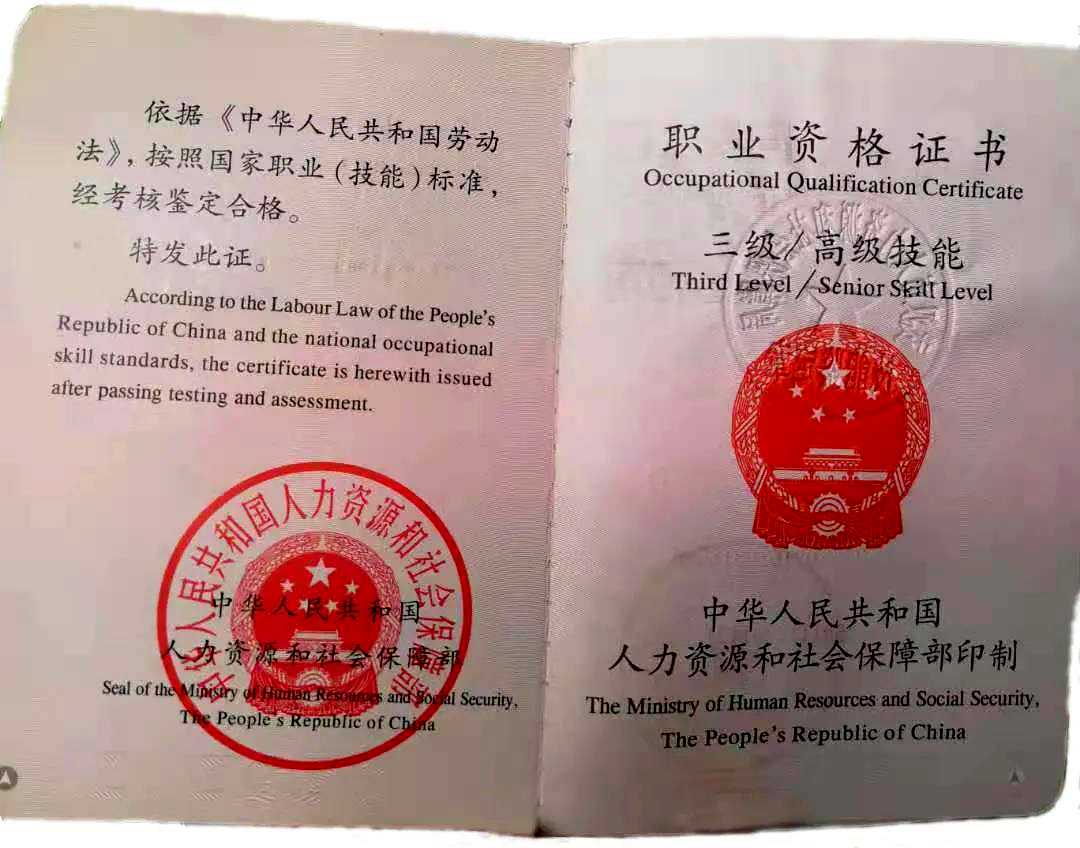 依据《中华人民共和国劳动
法》，按照国家职业（技能）标准，
经考核鉴定合格。
特发此证。
According to the Labour Law of the People's
Republic of China and the national occupational
skill standards, the certificate is herewith issued
after passing testing and assessment.
中华人民共和国人力资源和社会保障部
中华人民共和国
人力资源和社会保障部
Seal of the Ministry of Human Resources and Social Security,
The People's Republic of China
职业资格证书
Occupational Qualification Certificate
三级／高级技能
Third Level／Senior Skill Level
中华人民共和国
人力资源和社会保障部印制
The Ministry of Human Resources and Social Security,
The People's Republic of China